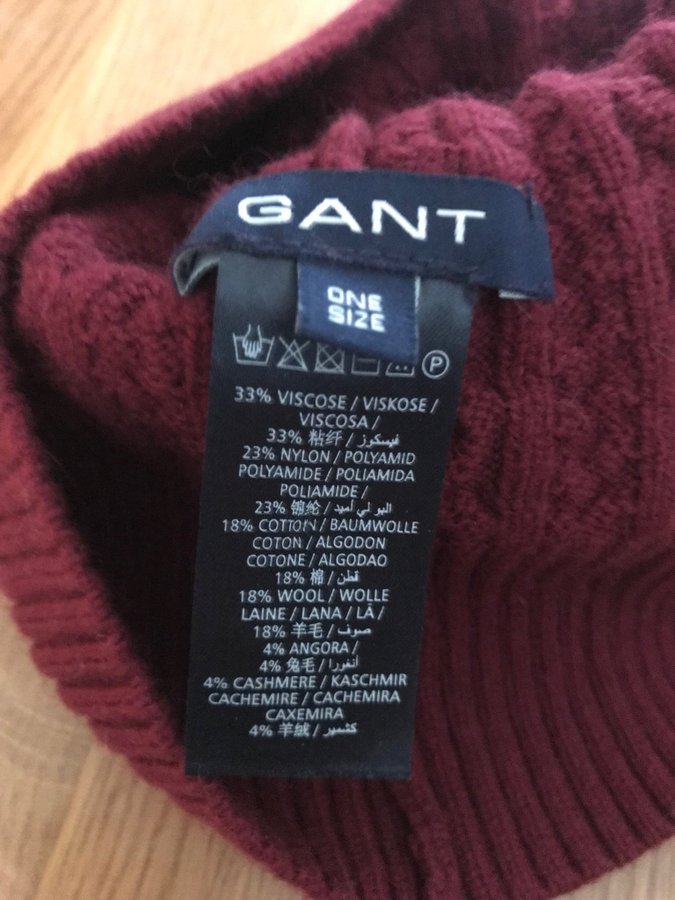 GANT
ONE
SIZE
P
33% VISCOSE / VISKOSE /
VISCOSA /
33% 粘纤 / فيسكوز
23% NYLON / POLYAMID
POLYAMIDE / POLIAMIDA
POLIAMIDE /
23% 锦纶 / البولي أميد
18% COTTON / BAUMWOLLE
COTON / ALGODON
COTONE / ALGODAO
18% 棉 / قطن
18% WOOL / WOLLE
LAINE / LANA / LÃ /
18% 羊毛 / صوف
4% ANGORA /
4% 兔毛 / أنغورا
4% CASHMERE / KASCHMIR
CACHEMIRE / CACHEMIRA
CAXEMIRA
4% 羊绒 / كشمير